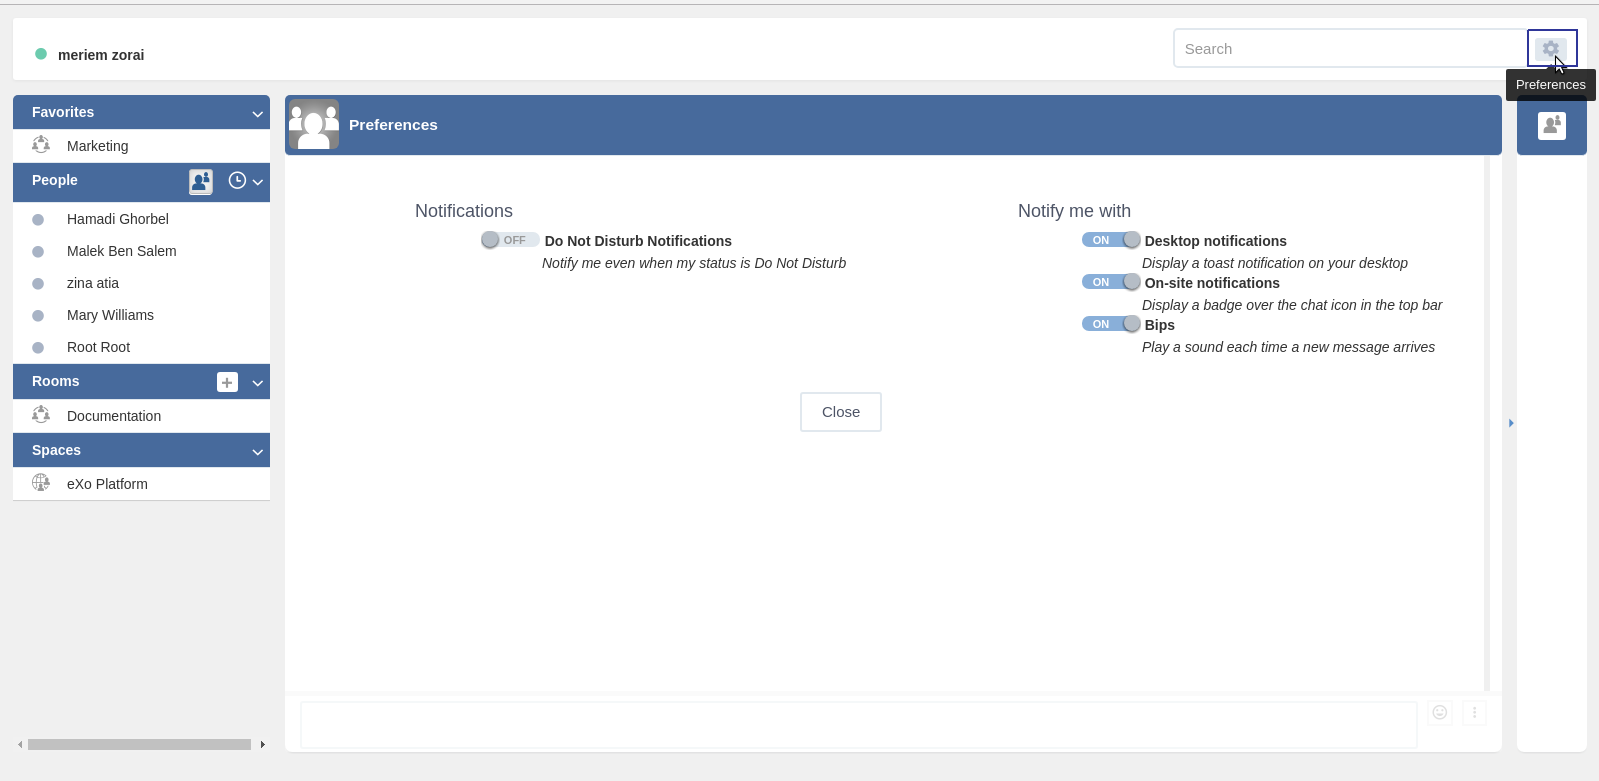 meriem zorai
Search
Preferences
Favorites
Marketing
People
Hamadi Ghorbel
Malek Ben Salem
zina atia
Mary Williams
Root Root
Rooms
Documentation
Spaces
eXo Platform
Preferences
Notifications
OFF Do Not Disturb Notifications
Notify me even when my status is Do Not Disturb
Notify me with
ON Desktop notifications
Display a toast notification on your desktop
ON On-site notifications
Display a badge over the chat icon in the top bar
ON Bips
Play a sound each time a new message arrives
Close